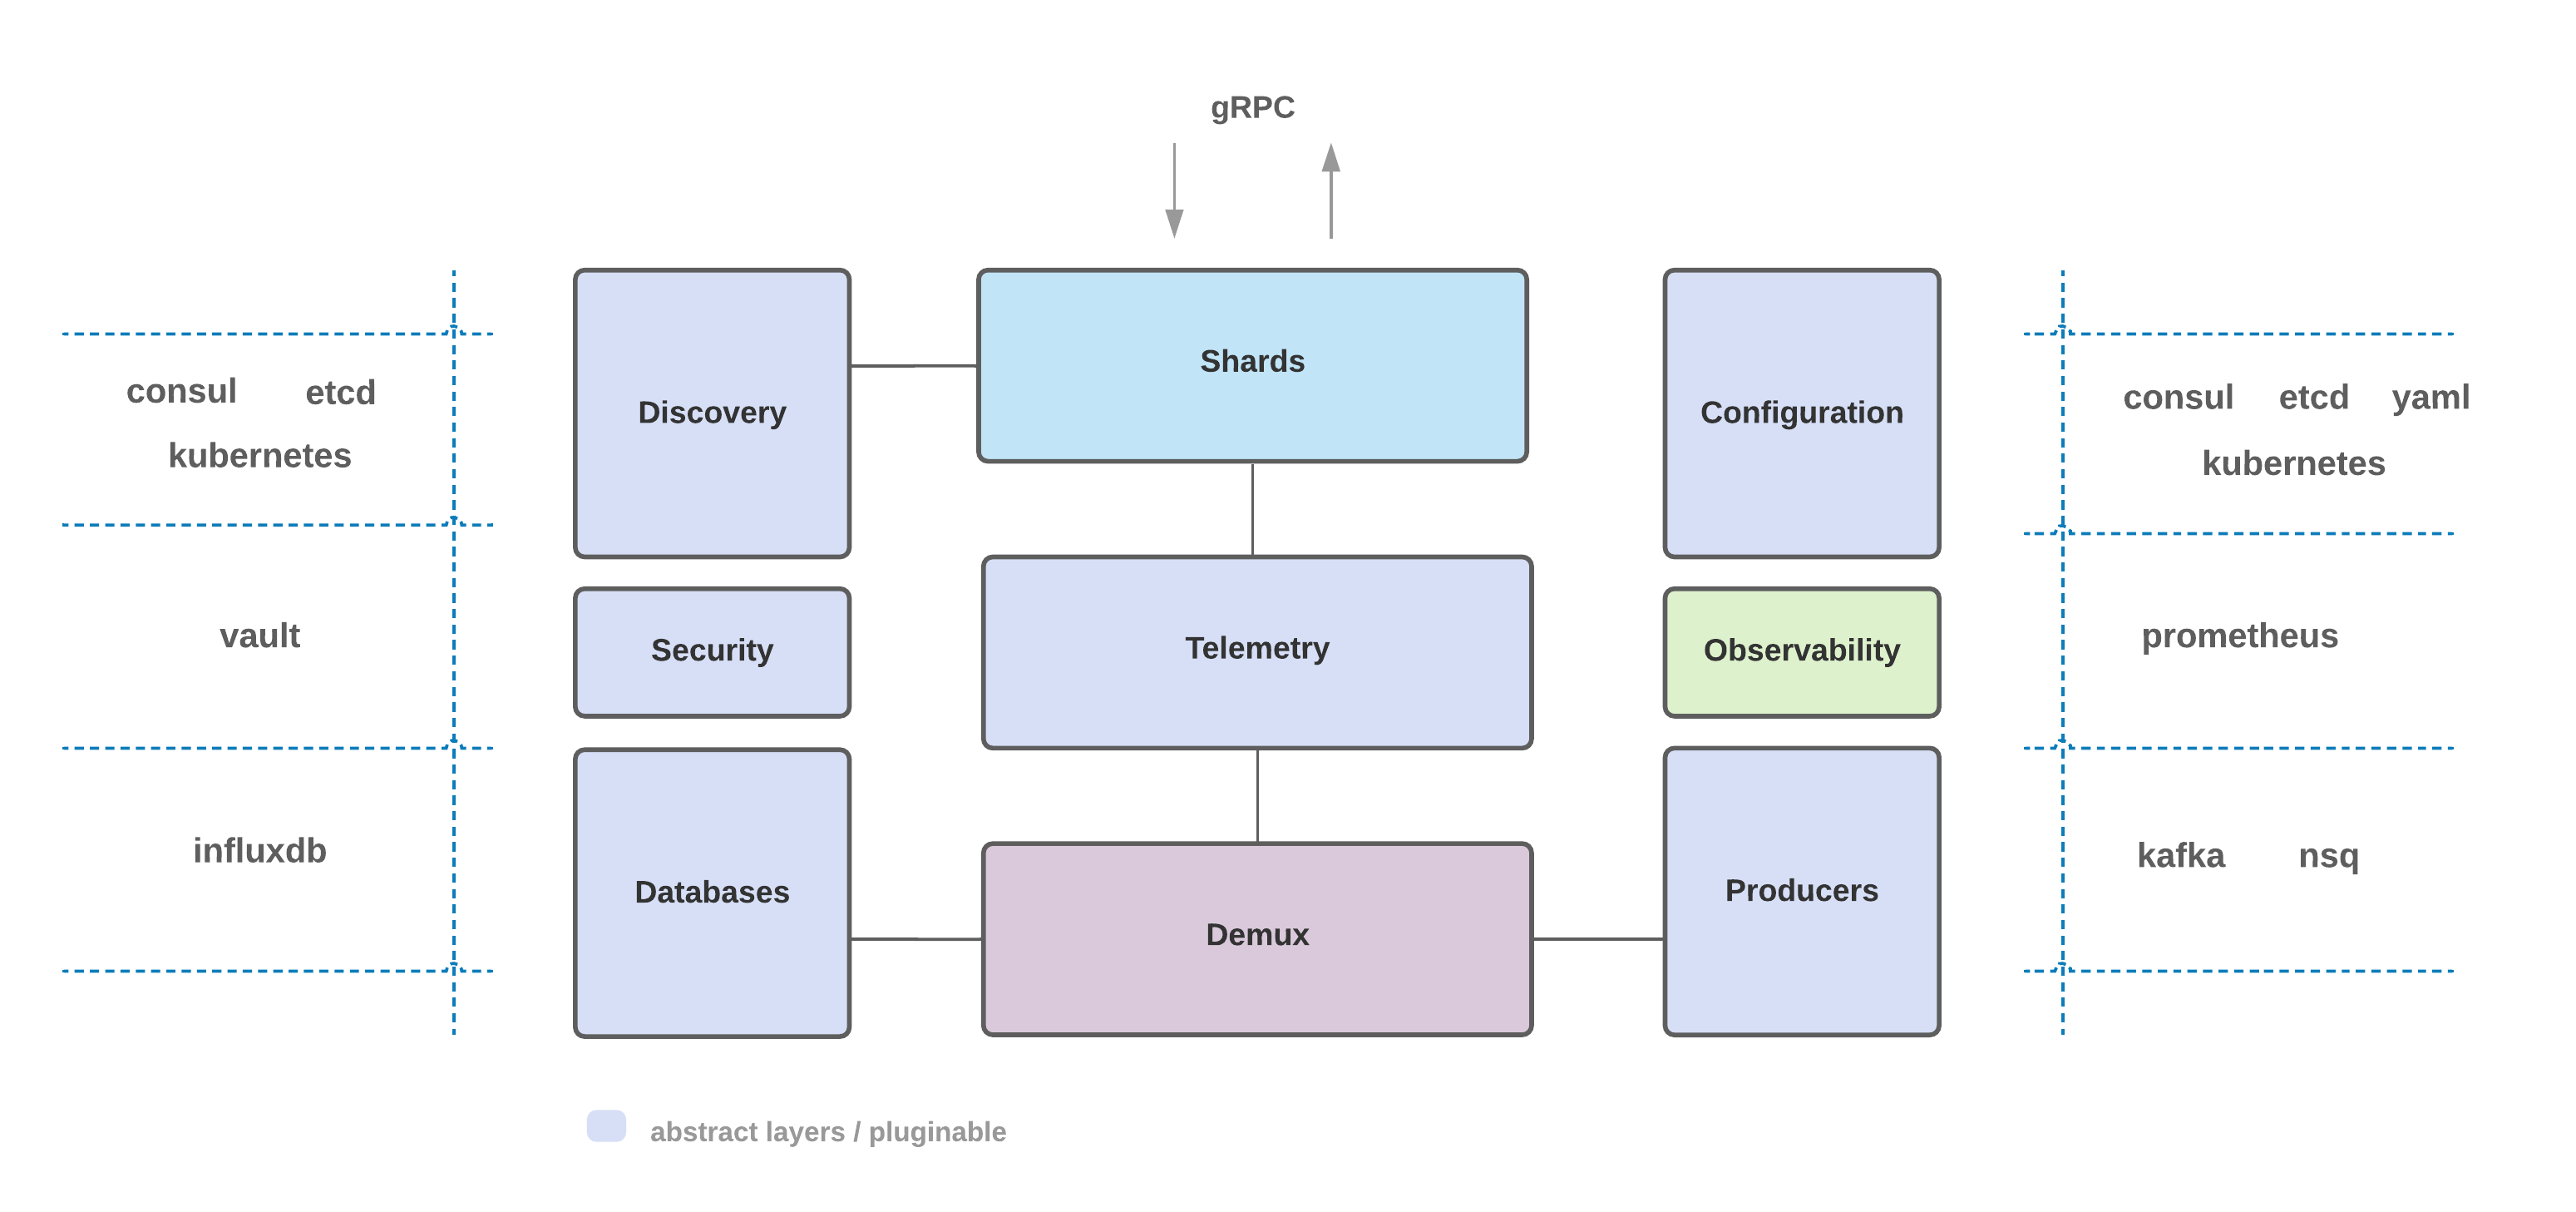 gRPC
consul etcd
kubernetes
vault
influxdb
Discovery
Security
Databases
Shards
Telemetry
Demux
Configuration
Observability
Producers
consul etcd yaml
kubernetes
prometheus
kafka nsq
abstract layers / pluginable